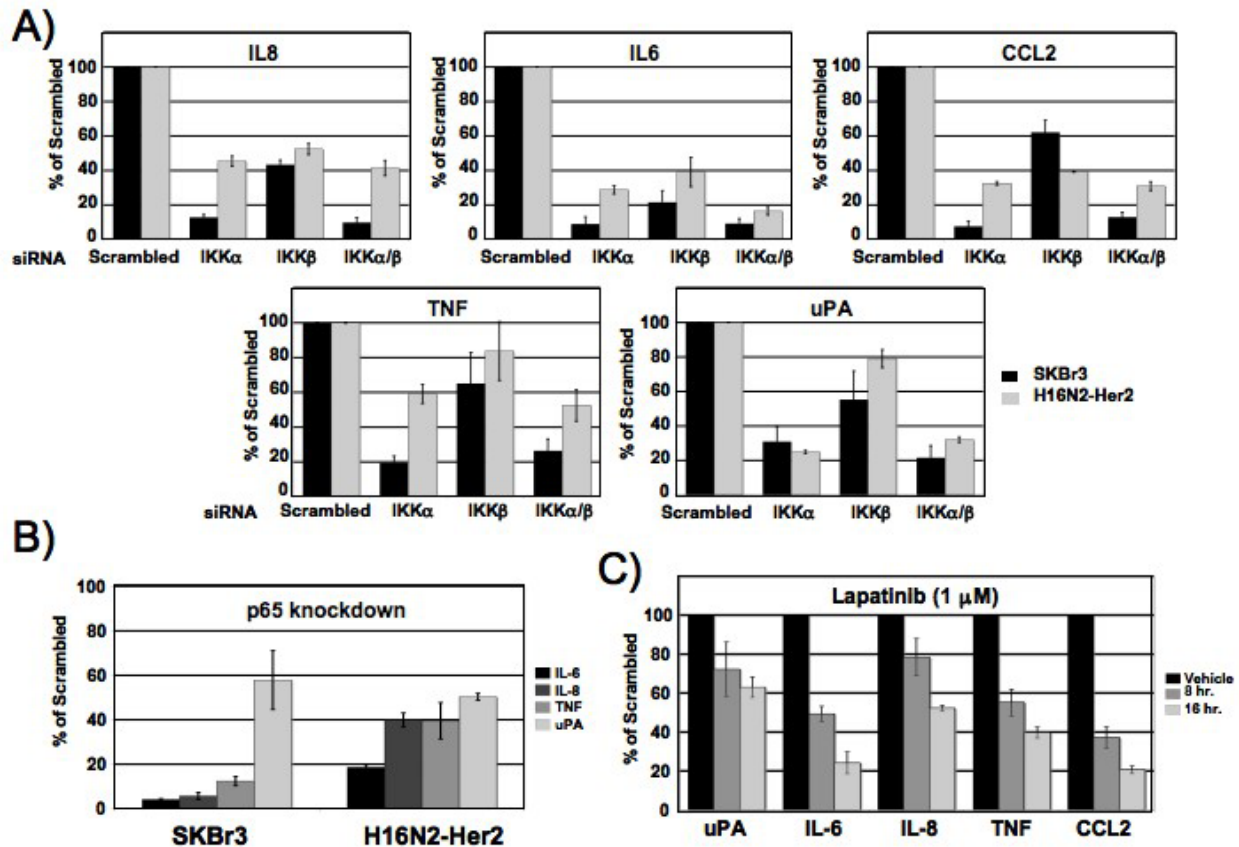 A)
IL8
IL6
CCL2
% of Scrambled
100
80
60
40
20
0
% of Scrambled
100
80
60
40
20
0
% of Scrambled
100
80
60
40
20
0
siRNA
Scrambled IKKα IKKβ IKKα/β
Scrambled IKKα IKKβ IKKα/β
Scrambled IKKα IKKβ IKKα/β
TNF
uPA
% of Scrambled
100
80
60
40
20
0
% of Scrambled
100
80
60
40
20
0
SKBr3
H16N2-Her2
siRNA
Scrambled IKKα IKKβ IKKα/β
Scrambled IKKα IKKβ IKKα/β
B)
p65 knockdown
% of Scrambled
100
80
60
40
20
0
IL-6
IL-8
TNF
uPA
SKBr3 H16N2-Her2
C)
Lapatinib (1 μM)
% of Scrambled
100
80
60
40
20
0
Vehicle
8 hr.
16 hr.
uPA IL-6 IL-8 TNF CCL2